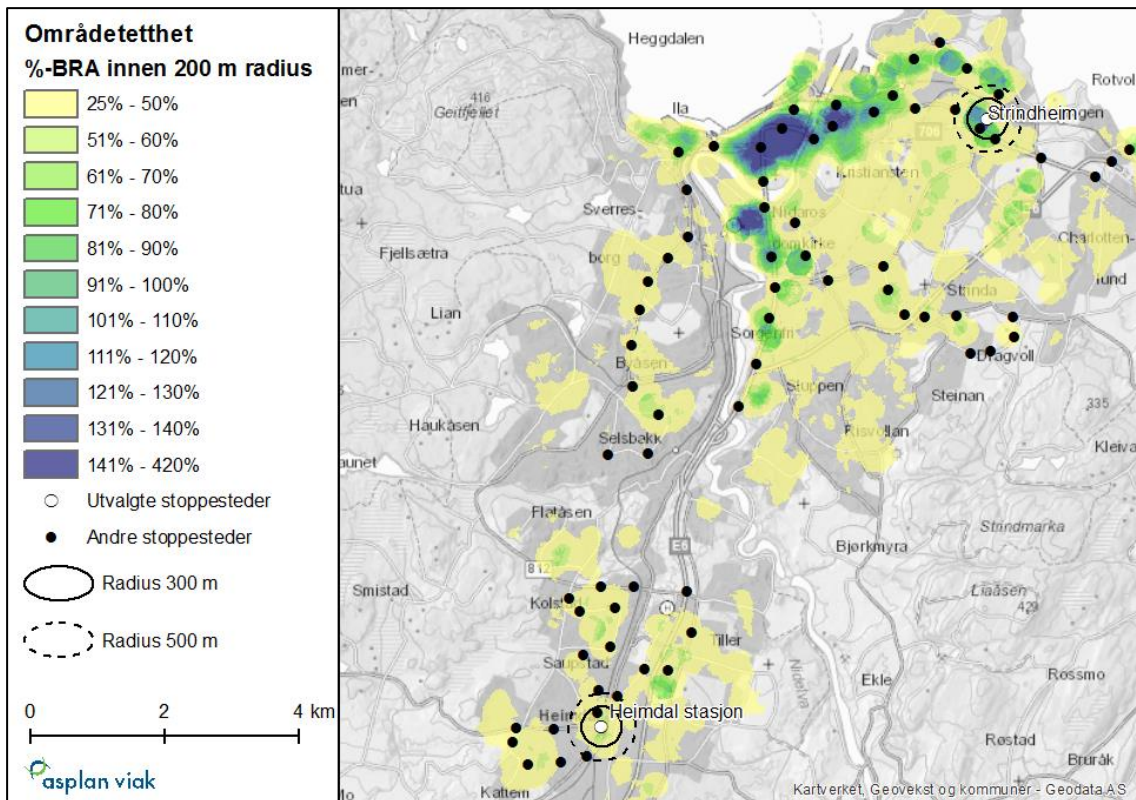 Områdetetthet
%-BRA innen 200 m radius
25% - 50%
51% - 60%
61% - 70%
71% - 80%
81% - 90%
91% - 100%
101% - 110%
111% - 120%
121% - 130%
131% - 140%
141% - 420%
Utvalgte stoppesteder
Andre stoppesteder
Radius 300 m
Radius 500 m
0 2 4 km
asplan viak
Heggdalen
Rotvol
416
Geitfjellet
Ila
Strindheim
706
Kristiansten
Sverres-
borg
Nidaros
domkirke
Charlotten-
lund
Fjellsætra
Strinda
Lian
Sorgenfri
Byåsen
Dragvoll
Sluppen
Steinan
335
Haukåsen
Risvollan
Selsbakk
Kleiva
Flatåsen
Strindmarka
E6
Bjørkmyra
Smistad
Kolstad
Liaåsen
429
Tiller
Saupstad
Nidelva
Ekle
Rossmo
Heimdal stasjon
Røstad
Bruråk
Kattem
Kartverket, Geovekst og kommuner - Geodata AS